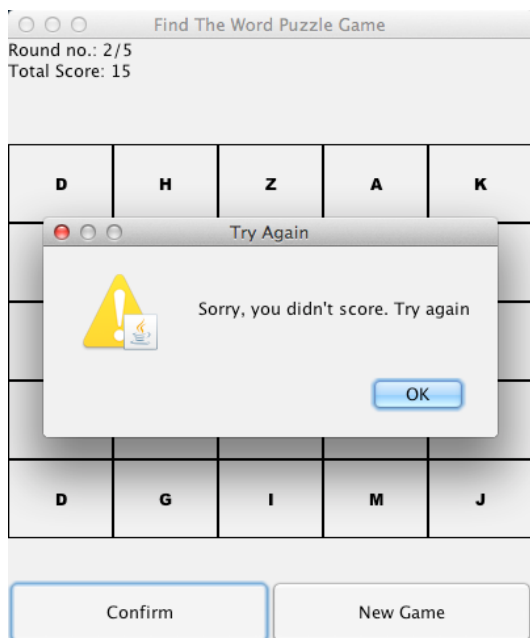 Find The Word Puzzle Game
Round no.: 2/5
Total Score: 15
D H Z A K
Try Again
Sorry, you didn't score. Try again
OK
D G I M J
Confirm New Game